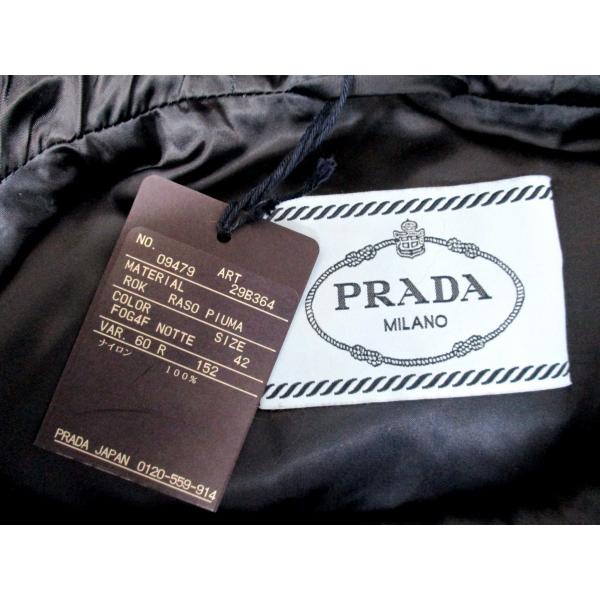 NO. 09479 ART 29B364
MATERIAL
ROK RASO PIUMA
COLOR SIZE
F0G4F NOTTE 42
VAR. 60 R 152
ナイロン 100%
PRADA JAPAN 0120-559-914
PRADA
MILANO